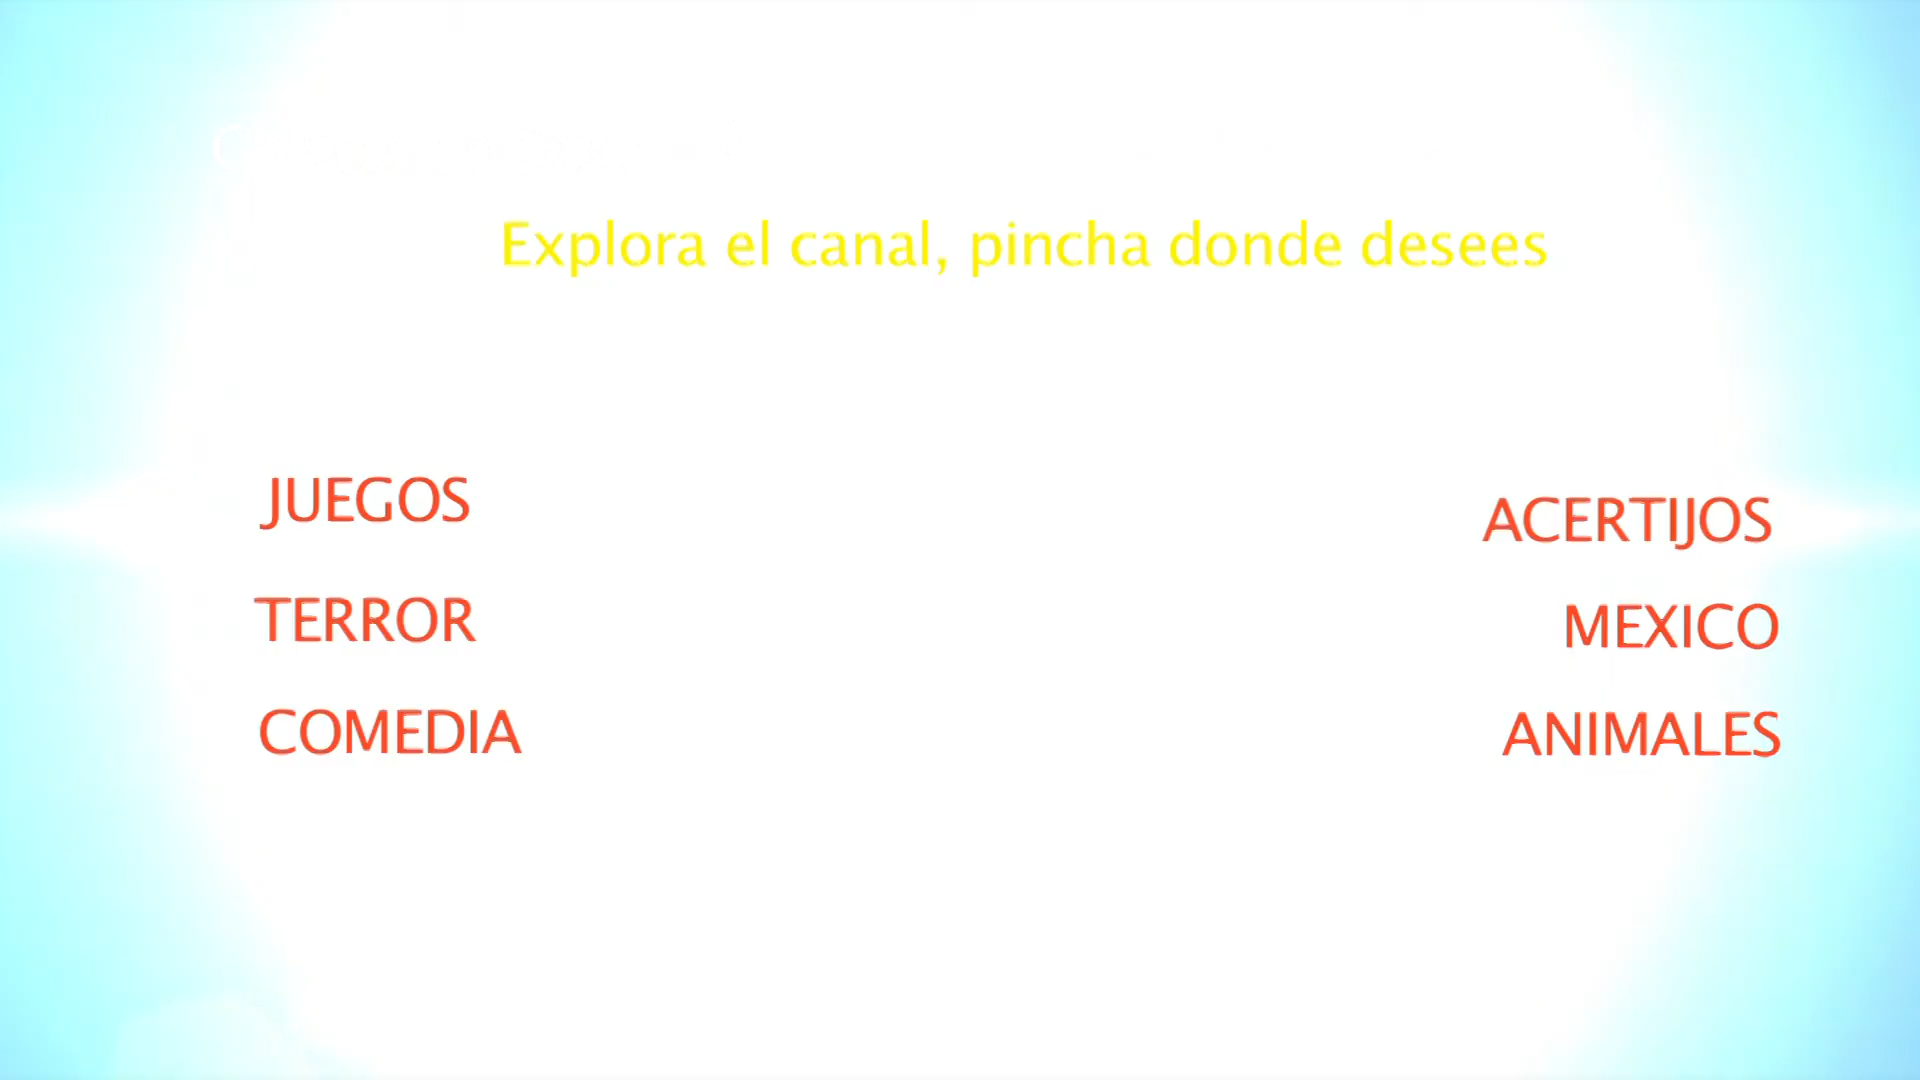 Explora el canal, pincha donde desees
JUEGOS
TERROR
COMEDIA
ACERTIJOS
MEXICO
ANIMALES